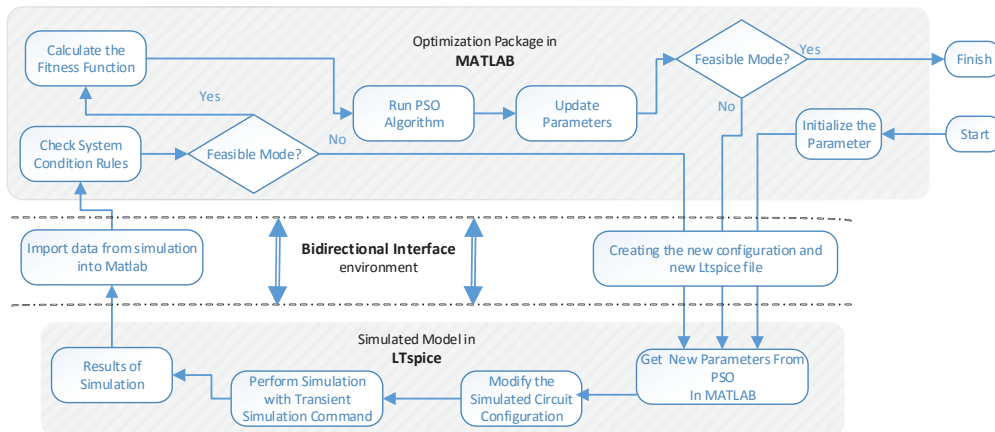 Optimization Package in
MATLAB
Calculate the
Fitness Function
Run PSO
Algorithm
Update
Parameters
Feasible Mode?
Yes
No
Finish
Start
Initialize the
Parameter
Check System
Condition Rules
Feasible Mode?
Yes
No
Import data from simulation
into Matlab
Bidirectional Interface
environment
Creating the new configuration and
new Ltspice file
Simulated Model in
LTspice
Results of
Simulation
Perform Simulation
with Transient
Simulation Command
Modify the
Simulated Circuit
Configuration
Get New Parameters From
PSO
In MATLAB